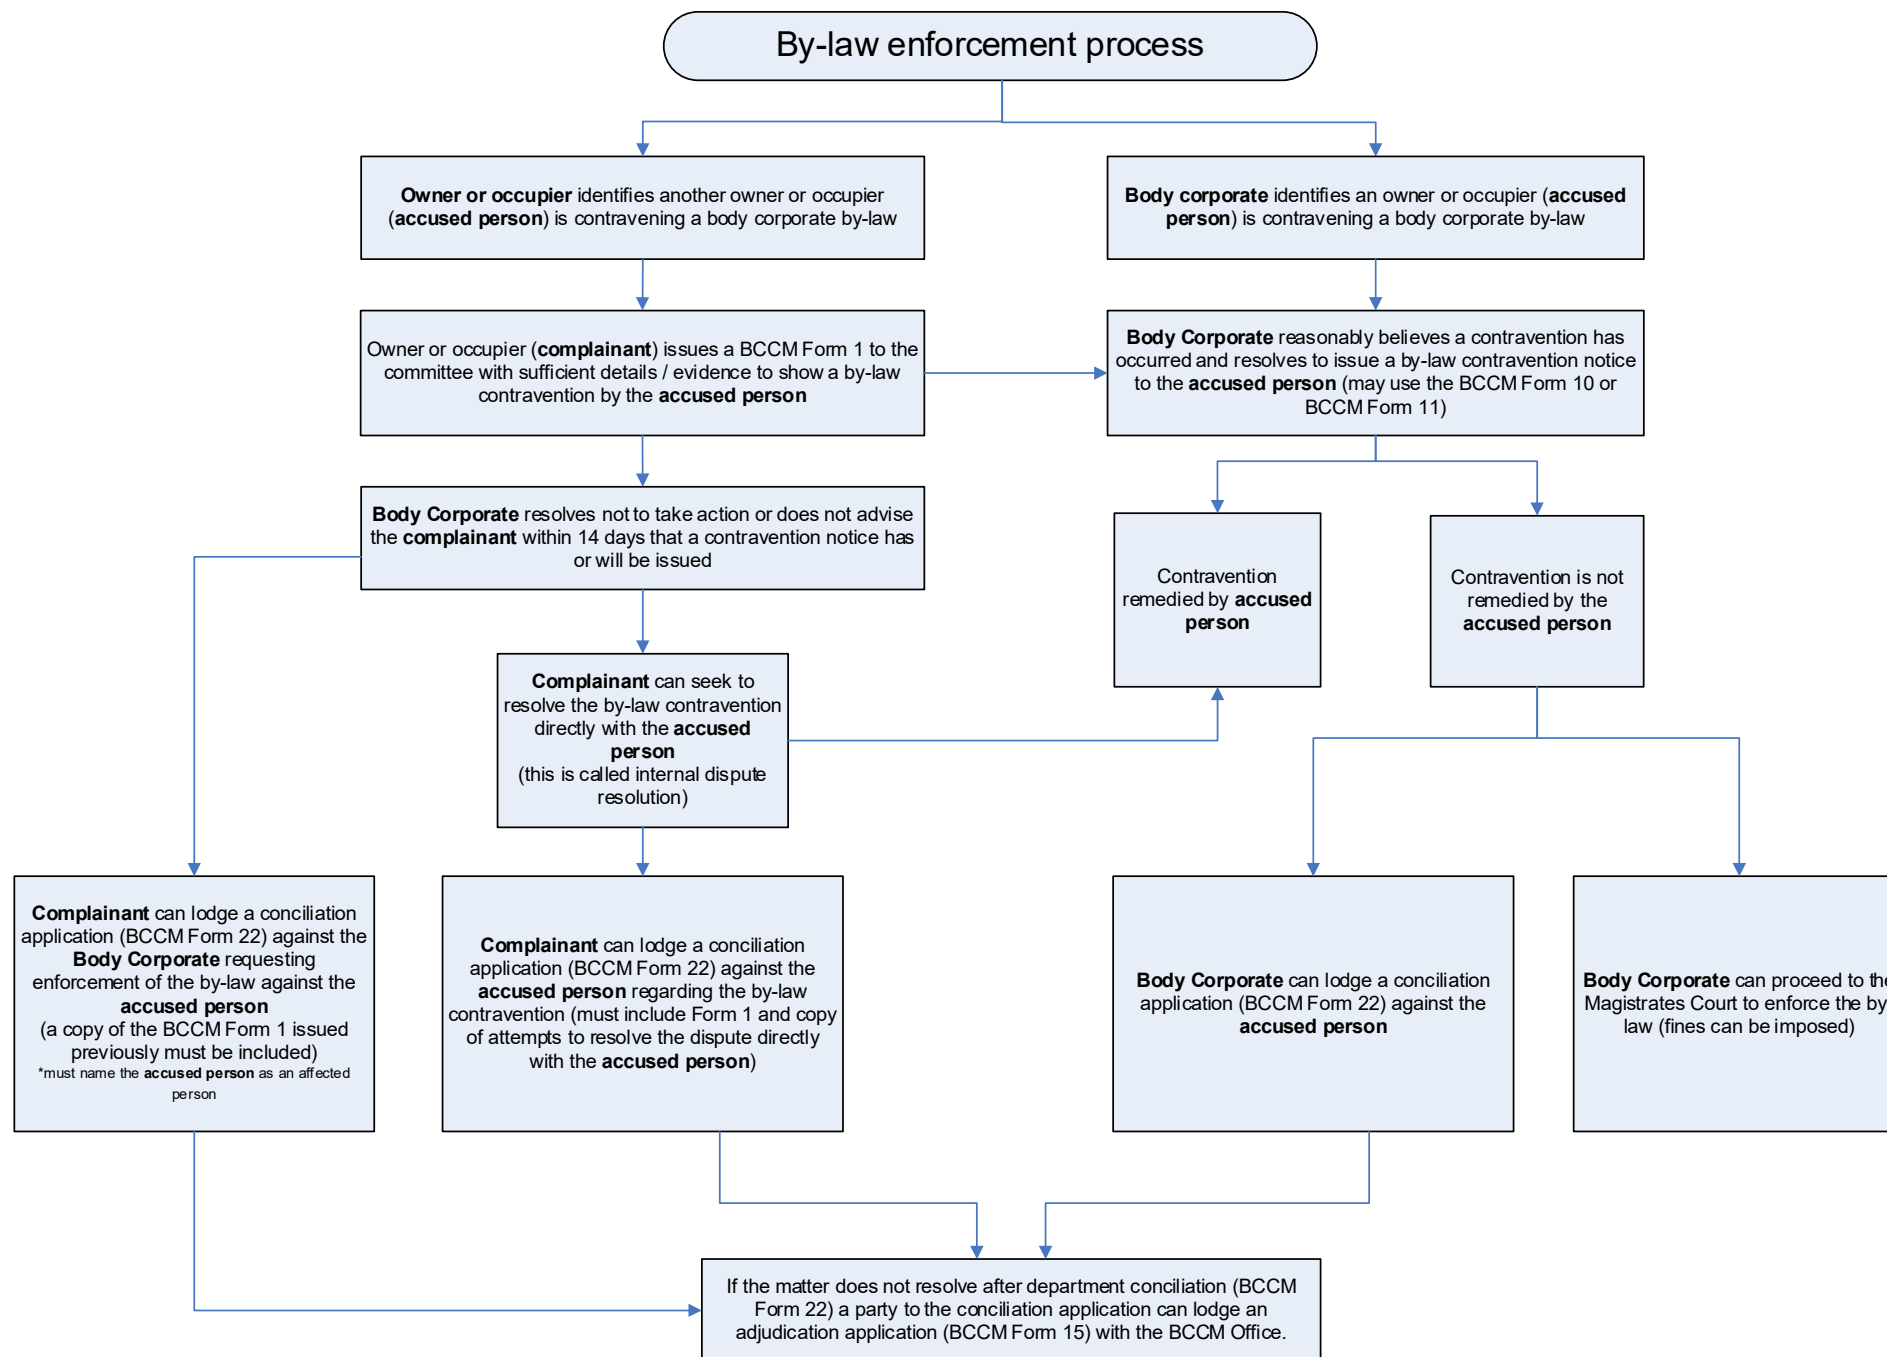 By-law enforcement process
Owner or occupier identifies another owner or occupier
(accused person) is contravening a body corporate by-law
Body corporate identifies an owner or occupier (accused
person) is contravening a body corporate by-law
Owner or occupier (complainant) issues a BCCM Form 1 to the
committee with sufficient details / evidence to show a by-law
contravention by the accused person
Body Corporate reasonably believes a contravention has
occurred and resolves to issue a by-law contravention notice
to the accused person (may use the BCCM Form 10 or
BCCM Form 11)
Body Corporate resolves not to take action or does not advise
the complainant within 14 days that a contravention notice has
or will be issued
Contravention
remedied by accused
person
Contravention is not
remedied by the
accused person
Complainant can seek to
resolve the by-law contravention
directly with the accused
person
(this is called internal dispute
resolution)
Complainant can lodge a conciliation
application (BCCM Form 22) against the
Body Corporate requesting
enforcement of the by-law against the
accused person
(a copy of the BCCM Form 1 issued
previously must be included)
*must name the accused person as an affected
person
Complainant can lodge a conciliation
application (BCCM Form 22) against the
accused person regarding the by-law
contravention (must include Form 1 and copy
of attempts to resolve the dispute directly
with the accused person)
Body Corporate can lodge a conciliation
application (BCCM Form 22) against the
accused person
Body Corporate can proceed to the
Magistrates Court to enforce the by
law (fines can be imposed)
If the matter does not resolve after department conciliation (BCCM
Form 22) a party to the conciliation application can lodge an
adjudication application (BCCM Form 15) with the BCCM Office.